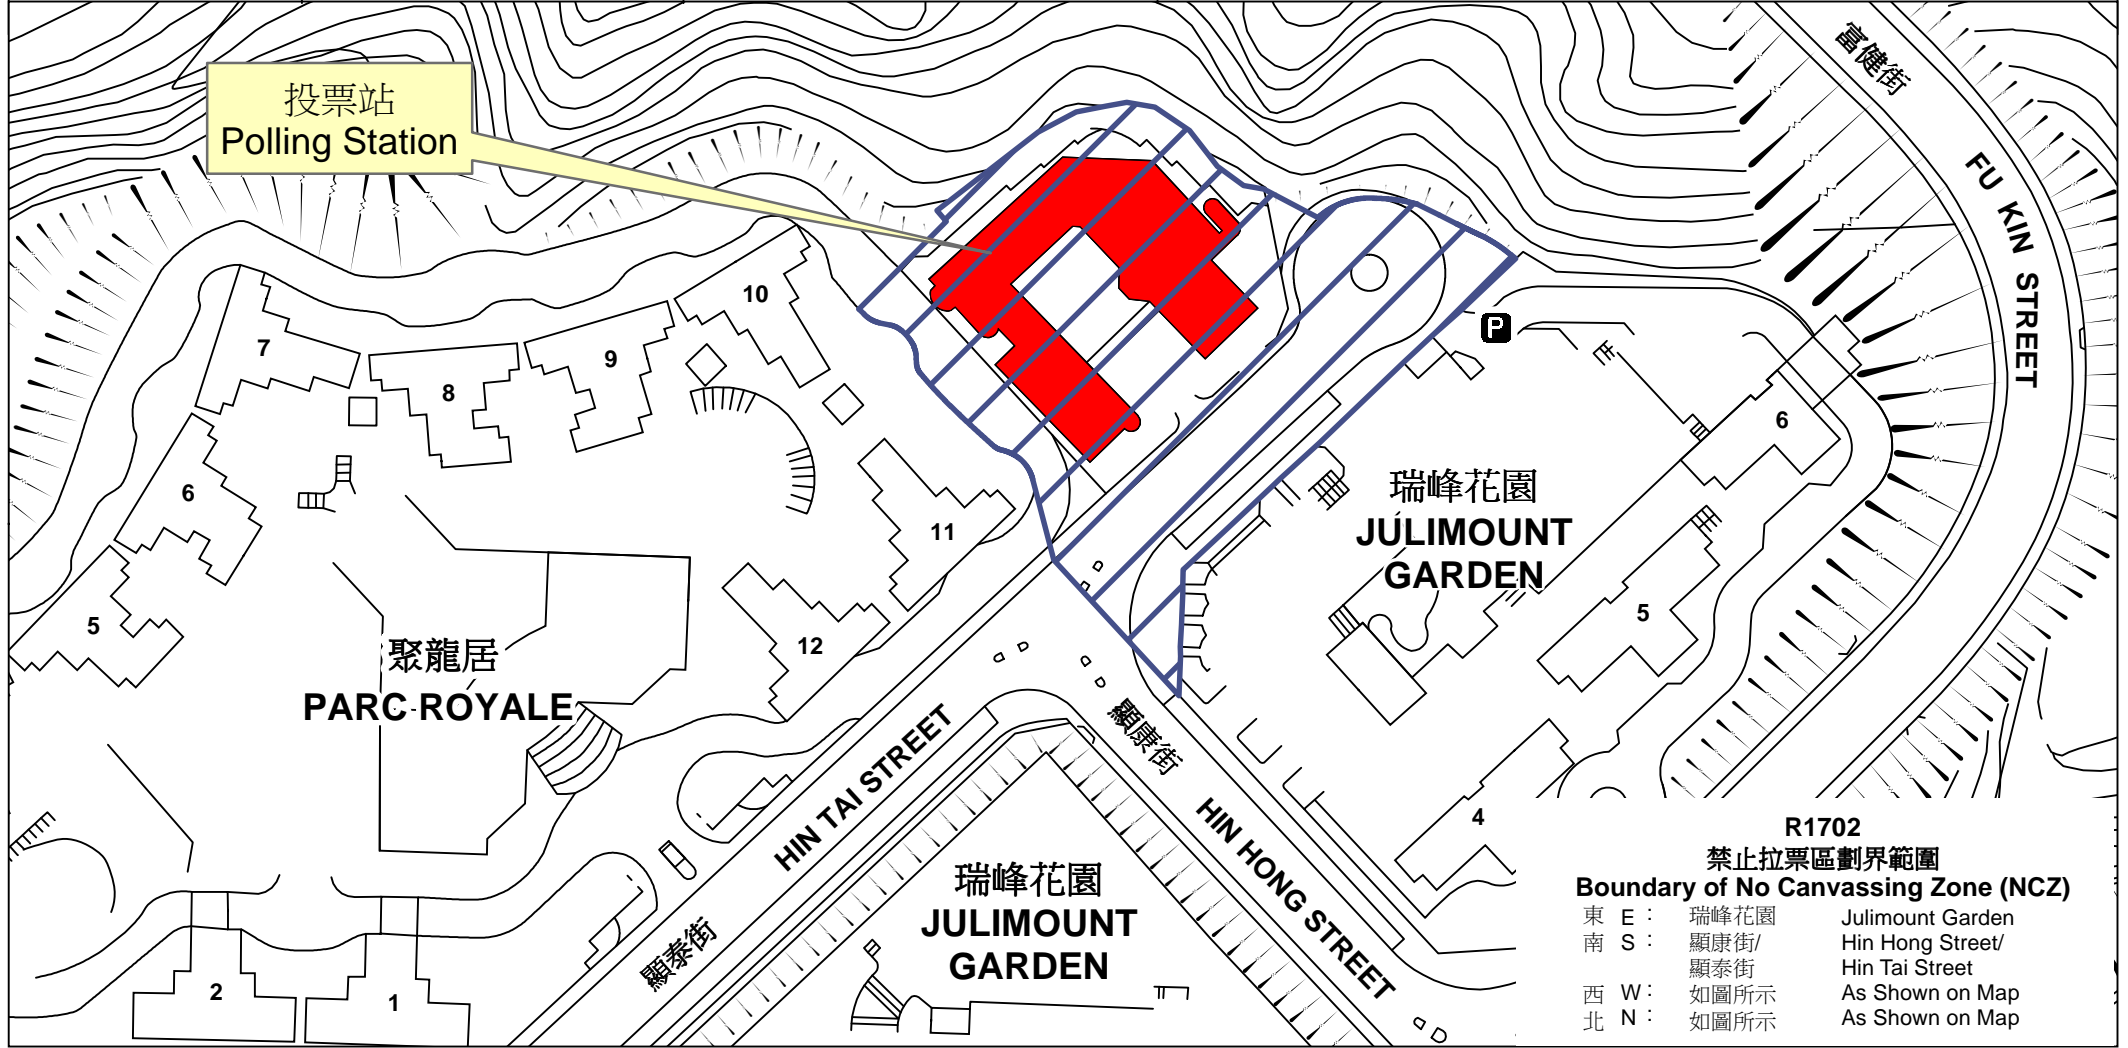 投票站
Polling Station
富健街
FU KIN STREET
P
10
7
9
8
6
6
瑞峰花園
JULIMOUNT
GARDEN
11
5
5
12
聚龍居
PARC ROYALE
顯康街
HIN TAI STREET
HIN HONG STREET
4
瑞峰花園
JULIMOUNT
GARDEN
顯泰街
2
1
R1702
禁止拉票區劃界範圍
Boundary of No Canvassing Zone (NCZ)
東 E : 瑞峰花園 Julimount Garden
南 S : 顯康街/ Hin Hong Street/
顯泰街 Hin Tai Street
西 W : 如圖所示 As Shown on Map
北 N : 如圖所示 As Shown on Map